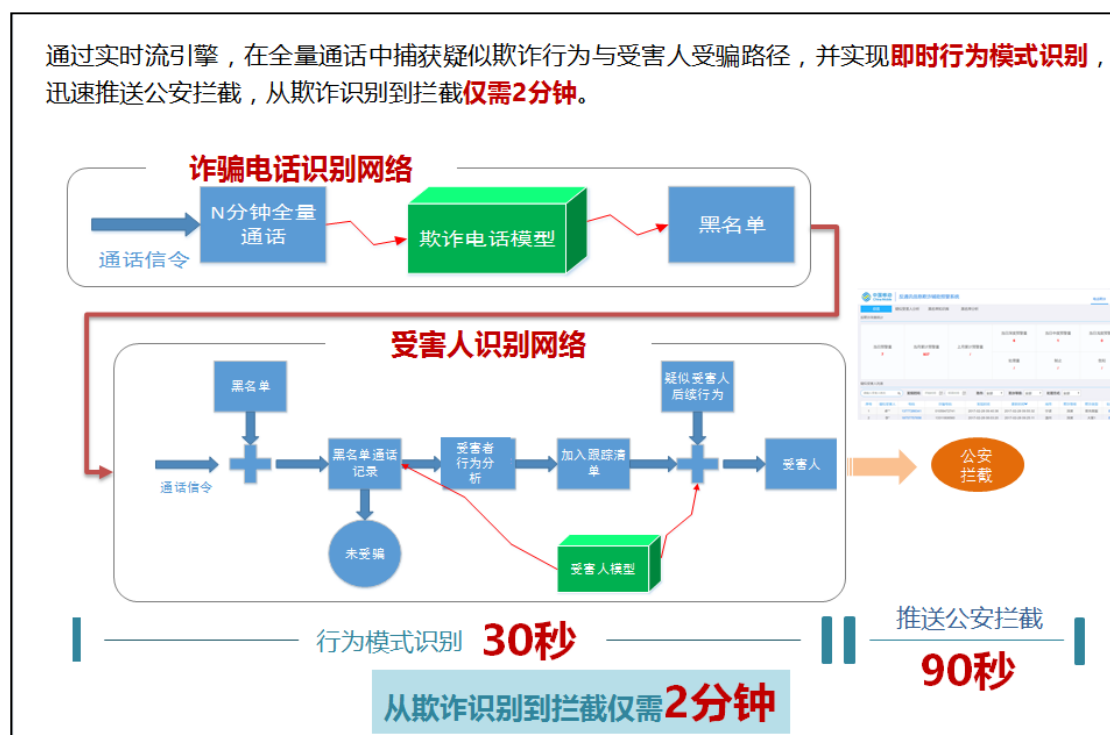 通过实时流引擎，在全量通话中捕获疑似欺诈行为与受害人受骗路径，并实现即时行为模式识别，
迅速推送公安拦截，从欺诈识别到拦截仅需2分钟。
诈骗电话识别网络
N分钟全量
通话
欺诈电话模型
黑名单
通话信令
受害人识别网络
黑名单
疑似受害人
后续行为
通话信令
黑名单通话
记录
受害者
行为分
析
加入跟踪清
单
受害人
公安
拦截
未受骗
受害人模型
行为模式识别 30秒
推送公安拦截
90秒
从欺诈识别到拦截仅需2分钟